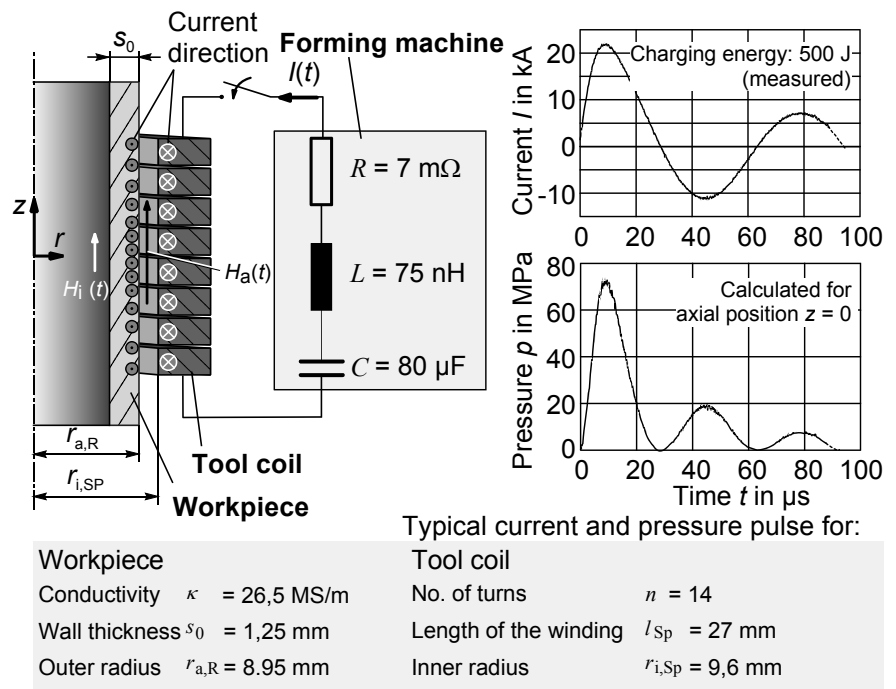 s0
Current
direction
Forming machine
I(t)
R = 7 mΩ
L = 75 nH
C = 80 µF
z
r
Hi (t)
Ha(t)
ra,R
ri,SP
Tool coil
Workpiece
Current I in kA
20
10
0
-10
Charging energy: 500 J
(measured)
0 20 40 60 80 100
Pressure p in MPa
80
60
40
20
0
Calculated for
axial position z = 0
0 20 40 60 80 100
Time t in µs
Typical current and pressure pulse for:
Workpiece
Conductivity κ = 26,5 MS/m
Wall thickness s0 = 1,25 mm
Outer radius ra,R = 8.95 mm
Tool coil
No. of turns n = 14
Length of the winding lSp = 27 mm
Inner radius ri,Sp = 9,6 mm